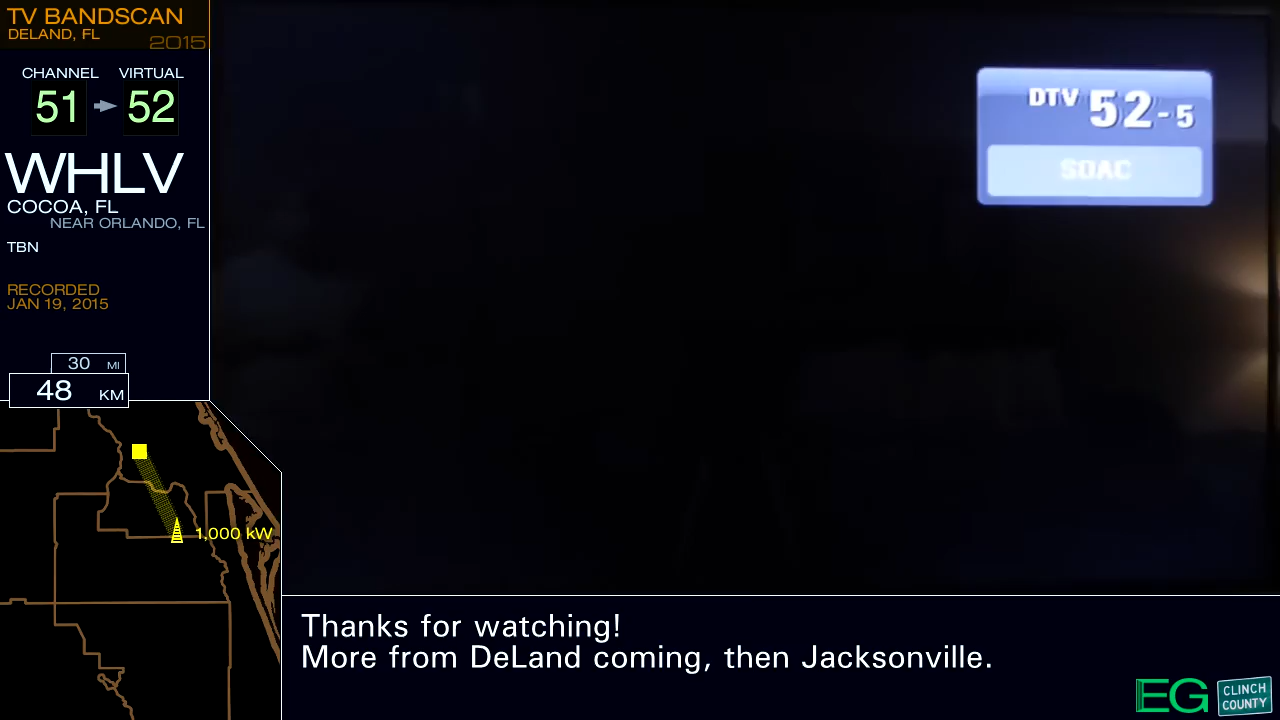 TV BANDSCAN
DELAND, FL
2015
CHANNEL VIRTUAL
51 52
WHLV
COCOA, FL
NEAR ORLANDO, FL
TBN
RECORDED
JAN 19, 2015
30 MI
48 KM
1,000 kW
DTV 52-5
SOAC
Thanks for watching!
More from DeLand coming, then Jacksonville.
EG
CLINCH
COUNTY